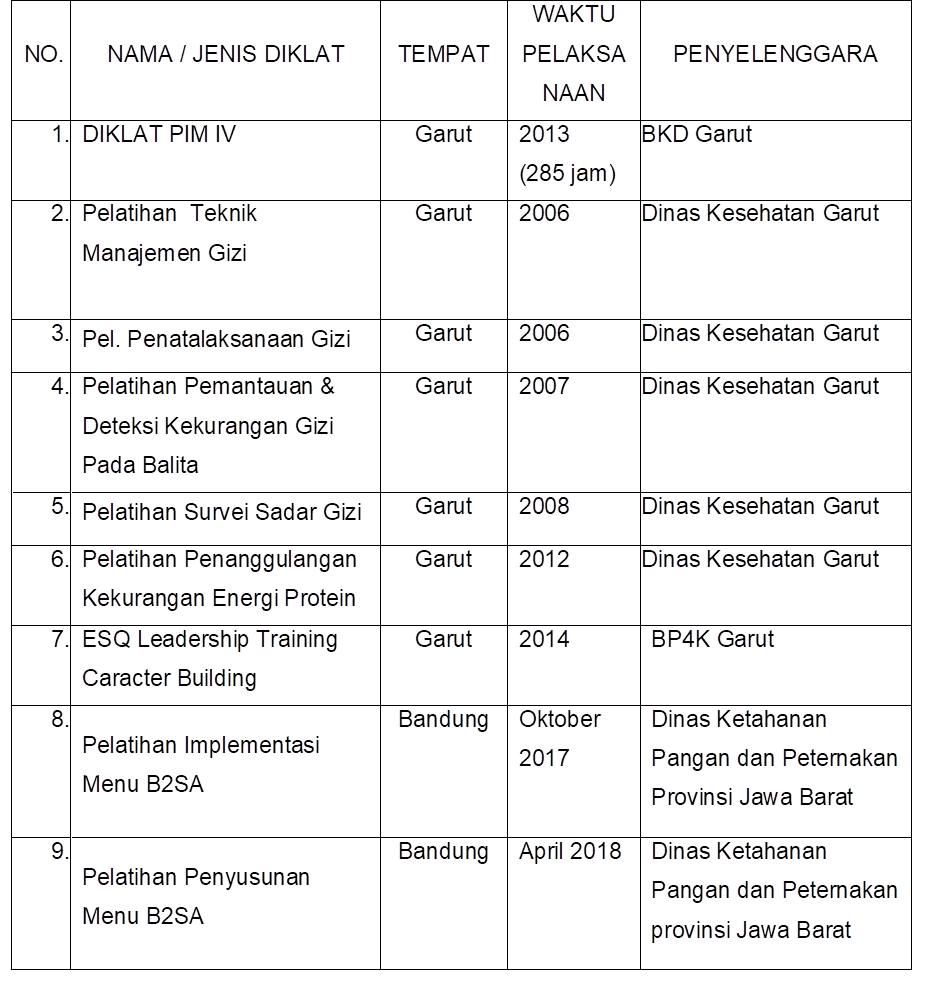 NO.
NAMA / JENIS DIKLAT
TEMPAT
WAKTU
PELAKSA
NAAN
PENYELENGGARA
1.
DIKLAT PIM IV
Garut
2013
(285 jam)
BKD Garut
2.
Pelatihan Teknik
Manajemen Gizi
Garut
2006
Dinas Kesehatan Garut
3.
Pel. Penatalaksanaan Gizi
Garut
2006
Dinas Kesehatan Garut
4.
Pelatihan Pemantauan &
Deteksi Kekurangan Gizi
Pada Balita
Garut
2007
Dinas Kesehatan Garut
5.
Pelatihan Survei Sadar Gizi
Garut
2008
Dinas Kesehatan Garut
6.
Pelatihan Penanggulangan
Kekurangan Energi Protein
Garut
2012
Dinas Kesehatan Garut
7.
ESQ Leadership Training
Caracter Building
Garut
2014
BP4K Garut
8.
Pelatihan Implementasi
Menu B2SA
Bandung
Oktober
2017
Dinas Ketahanan
Pangan dan Peternakan
Provinsi Jawa Barat
9.
Pelatihan Penyusunan
Menu B2SA
Bandung
April 2018
Dinas Ketahanan
Pangan dan Peternakan
provinsi Jawa Barat